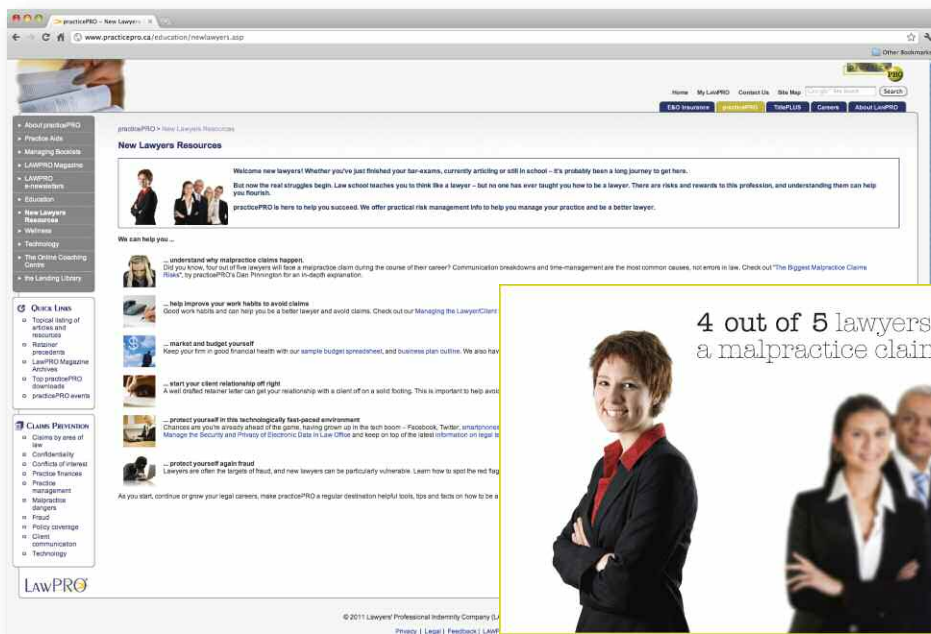 practicePRO – New Lawyers
www.practicepro.ca/education/newlawyers.asp
Other Bookmarks
PRO
Home My LawPRO Contact Us Site Map Search
E&O Insurance practicePRO TitlePLUS Careers About LawPRO
About practicePRO
Practice Aids
Managing Booklets
LAWPRO Magazine
LAWPRO
e-newsletters
Education
New Lawyers
Resources
Wellness
Technology
The Online Coaching
Centre
the Lending Library
Quick Links
Topical listing of
articles and
resources
Retainer
precedents
LawPRO Magazine
Archives
Top practicePRO
downloads
practicePRO events
Claims Prevention
Claims by area of
law
Confidentiality
Conflicts of interest
Practice finances
Practice
management
Malpractice
dangers
Fraud
Policy coverage
Client
communication
Technology
LawPRO
practicePRO > New Lawyers Resources
New Lawyers Resources
Welcome new lawyers! Whether you've just finished your bar-exams, currently articling or still in school – it's probably been a long journey to get here.
But now the real struggles begin. Law school teaches you to think like a lawyer – but no one has ever taught you how to be a lawyer. There are risks and rewards to this profession, and understanding them can help
you flourish.
practicePRO is here to help you succeed. We offer practical risk management info to help you manage your practice and be a better lawyer.
We can help you ...
... understand why malpractice claims happen.
Did you know, four out of five lawyers will face a malpractice claim during the course of their career? Communication breakdowns and time-management are the most common causes, not errors in law. Check out "The Biggest Malpractice Claims
Risks", by practicePRO's Dan Pinnington for an in-depth explanation.
... help improve your work habits to avoid claims
Good work habits and can help you be a better lawyer and avoid claims. Check out our Managing the Lawyer/Client
... market and budget yourself
Keep your firm in good financial health with our sample budget spreadsheet, and business plan outline. We also hav
... start your client relationship off right
A well drafted retainer letter can get your relationship with a client off on a solid footing. This is important to help avoid
... protect yourself in this technologically fast-paced environment
Chances are you're already ahead of the game, having grown up in the tech boom – Facebook, Twitter, smartphones
Manage the Security and Privacy of Electronic Data in Law Office and keep on top of the latest information on legal te
... protect yourself again fraud
Lawyers are often the targets of fraud, and new lawyers can be particularly vulnerable. Learn how to spot the red flag
As you start, continue or grow your legal careers, make practicePRO a regular destination helpful tools, tips and facts on how to be a
4 out of 5 lawyers
a malpractice claim
© 2011 Lawyers' Professional Indemnity Company (LA
Privacy | Legal | Feedback | LAWP